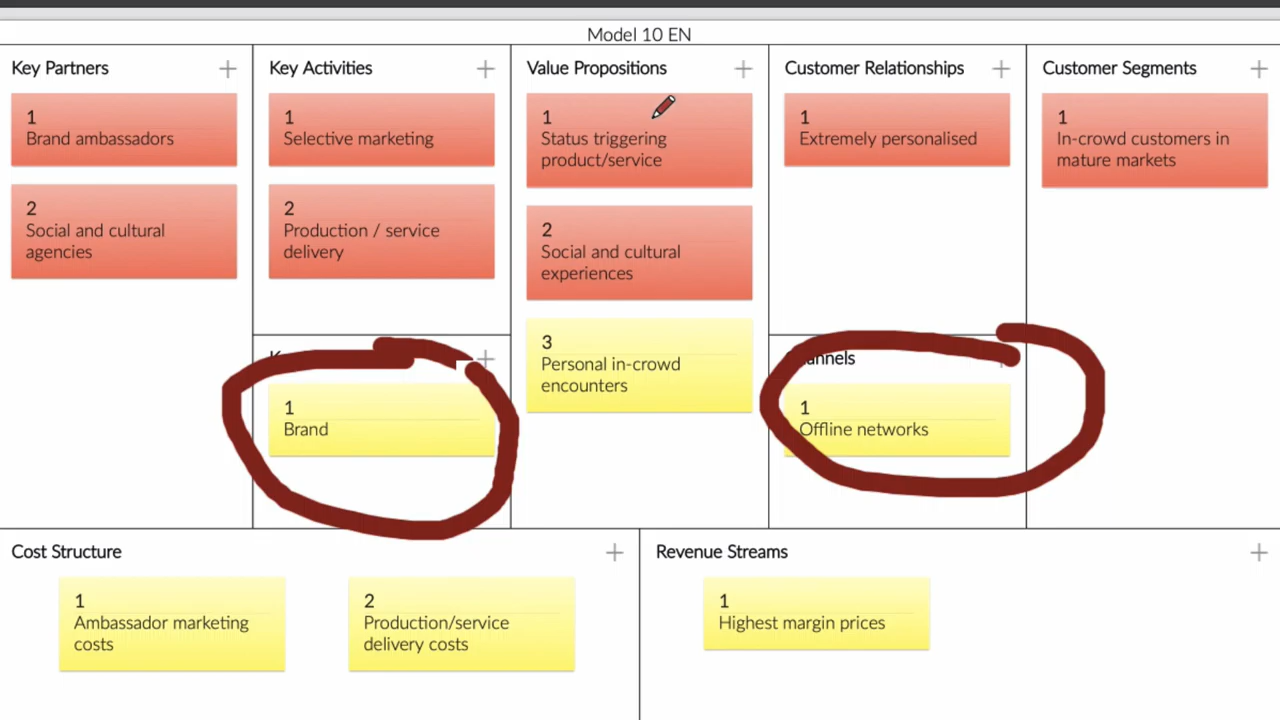 Model 10 EN
Key Partners
1
Brand ambassadors
2
Social and cultural
agencies
Key Activities
1
Selective marketing
2
Production / service
delivery
1
Brand
Value Propositions
1
Status triggering
product/service
2
Social and cultural
experiences
3
Personal in-crowd
encounters
Customer Relationships
1
Extremely personalised
Channels
1
Offline networks
Customer Segments
1
In-crowd customers in
mature markets
Cost Structure
1
Ambassador marketing
costs
2
Production/service
delivery costs
Revenue Streams
1
Highest margin prices